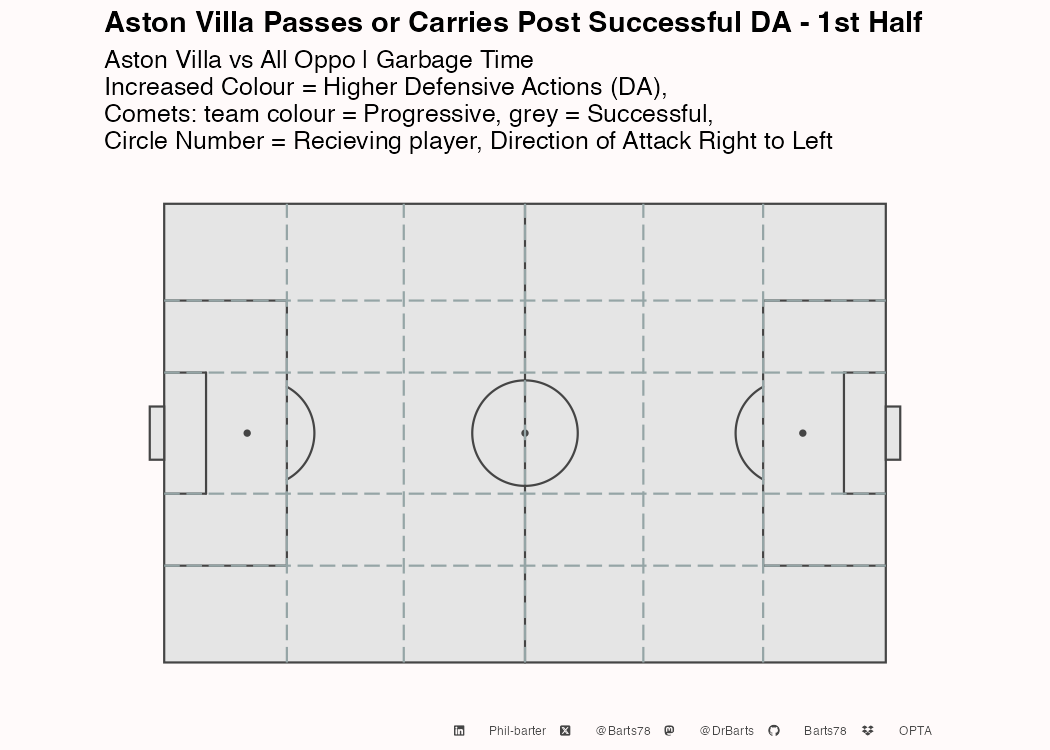 Aston Villa Passes or Carries Post Successful DA - 1st Half
Aston Villa vs All Oppo | Garbage Time
Increased Colour = Higher Defensive Actions (DA),
Comets: team colour = Progressive, grey = Successful,
Circle Number = Recieving player, Direction of Attack Right to Left
Phil-barter @Barts78 @DrBarts Barts78 OPTA